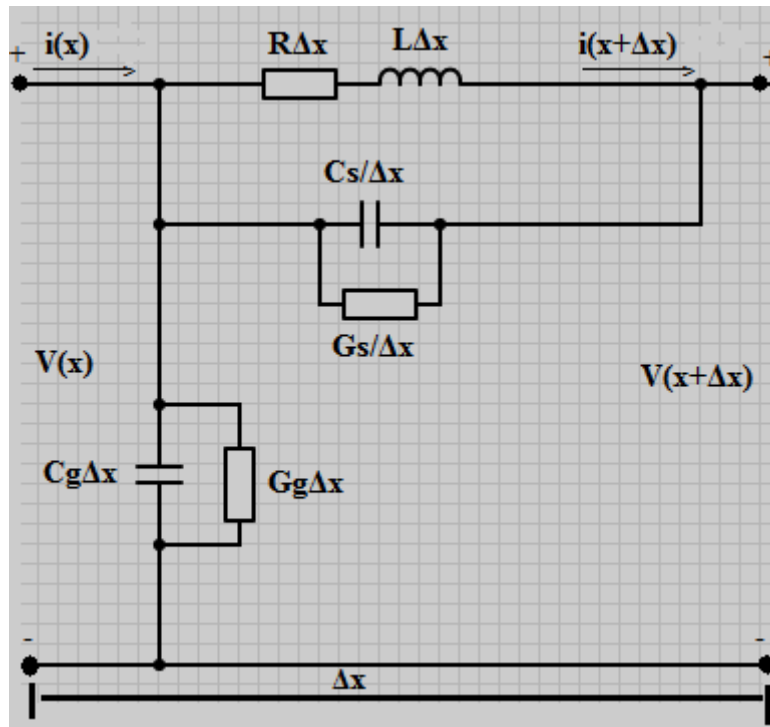 i(x)
RΔx
LΔx
i(x+Δx)
+
+
Cs/Δx
Gs/Δx
V(x)
V(x+Δx)
CgΔx
GgΔx
-
-
Δx